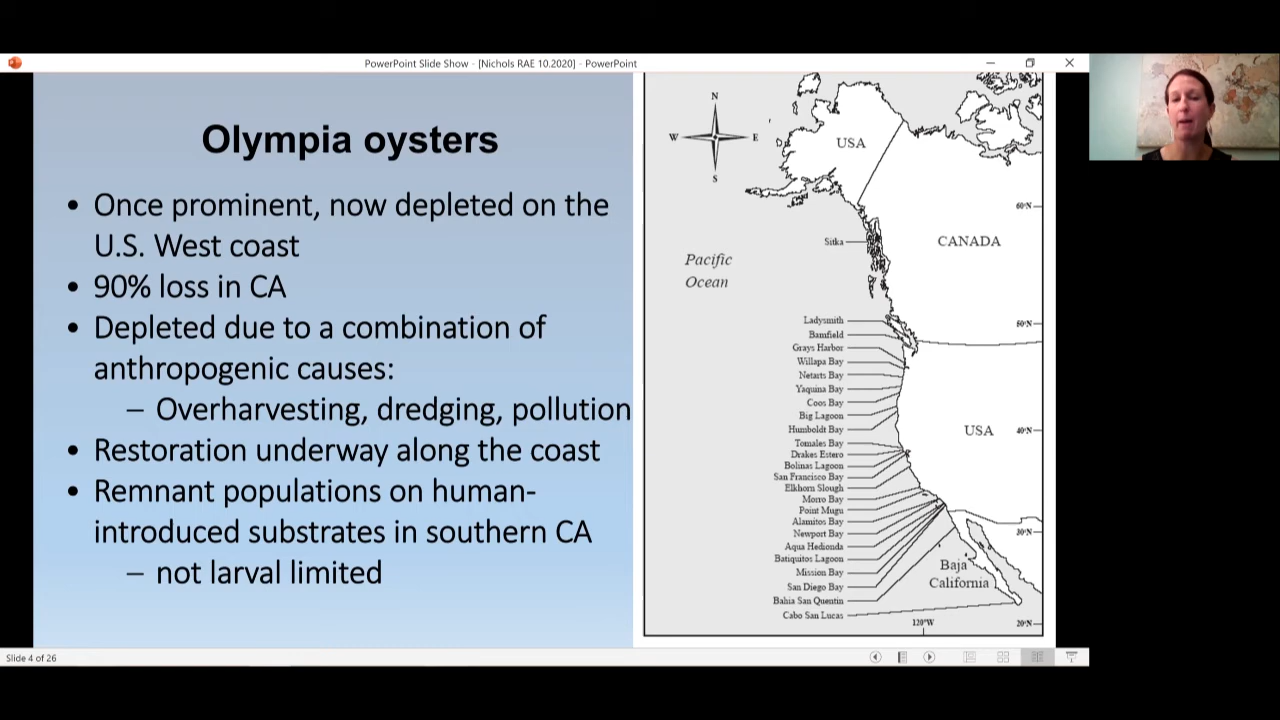 PowerPoint Slide Show - [Nichols RAE 10.2020] - PowerPoint
Olympia oysters
• Once prominent, now depleted on the
U.S. West coast
• 90% loss in CA
• Depleted due to a combination of
anthropogenic causes:
– Overharvesting, dredging, pollution
• Restoration underway along the coast
• Remnant populations on human-
introduced substrates in southern CA
– not larval limited
N
W
E
S
USA
60°N
Sitka
CANADA
Pacific
Ocean
Ladysmith
50°N
Bamfield
Grays Harbor
Willapa Bay
Netarts Bay
Yaquina Bay
Coos Bay
Big Lagoon
Humboldt Bay
USA
40°N
Tomales Bay
Drakes Estero
Bolinas Lagoon
San Francisco Bay
Elkhorn Slough
Morro Bay
Point Mugu
Alamitos Bay
Newport Bay
30°N
Aqua Hedionda
Batiquitos Lagoon
Mission Bay
San Diego Bay
Bahia San Quentin
Cabo San Lucas
Baja
California
120°W
20°N
Slide 4 of 26